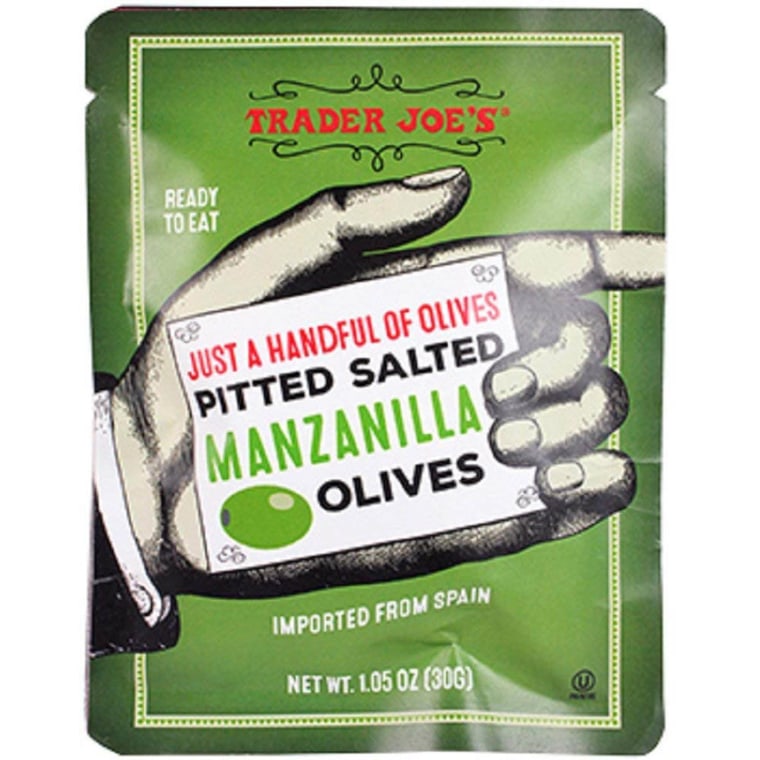 TRADER JOE'S®
READY
TO EAT
JUST A HANDFUL OF OLIVES
PITTED SALTED
MANZANILLA
OLIVES
IMPORTED FROM SPAIN
NET WT. 1.05 OZ (30G)
U